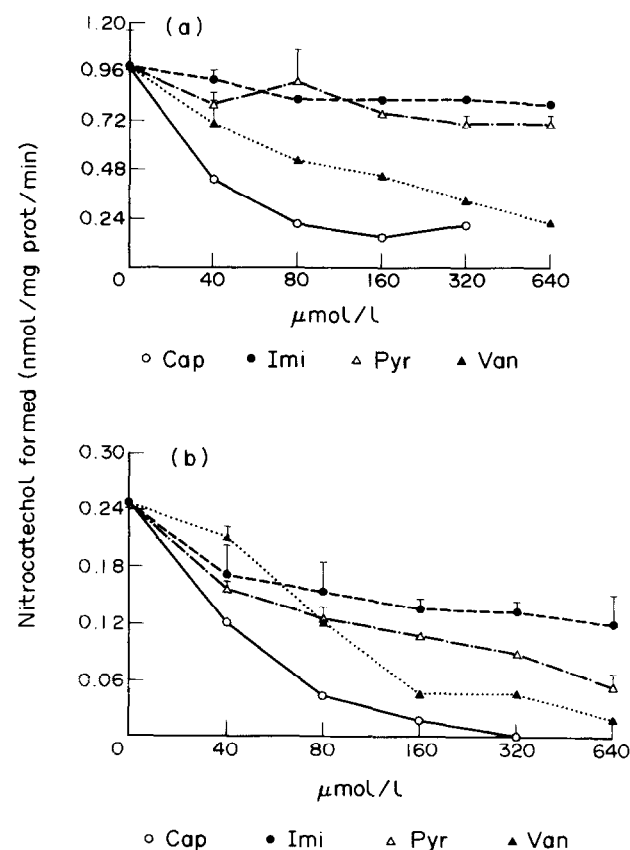 Nitrocatechol formed (nmol/mg prot/min)
(a)
1.20
0.96
0.72
0.48
0.24
0 40 80 160 320 640
μmol/l
○ Cap ● Imi △ Pyr ▲ Van
(b)
0.30
0.24
0.18
0.12
0.06
0 40 80 160 320 640
μmol/l
○ Cap ● Imi △ Pyr ▲ Van